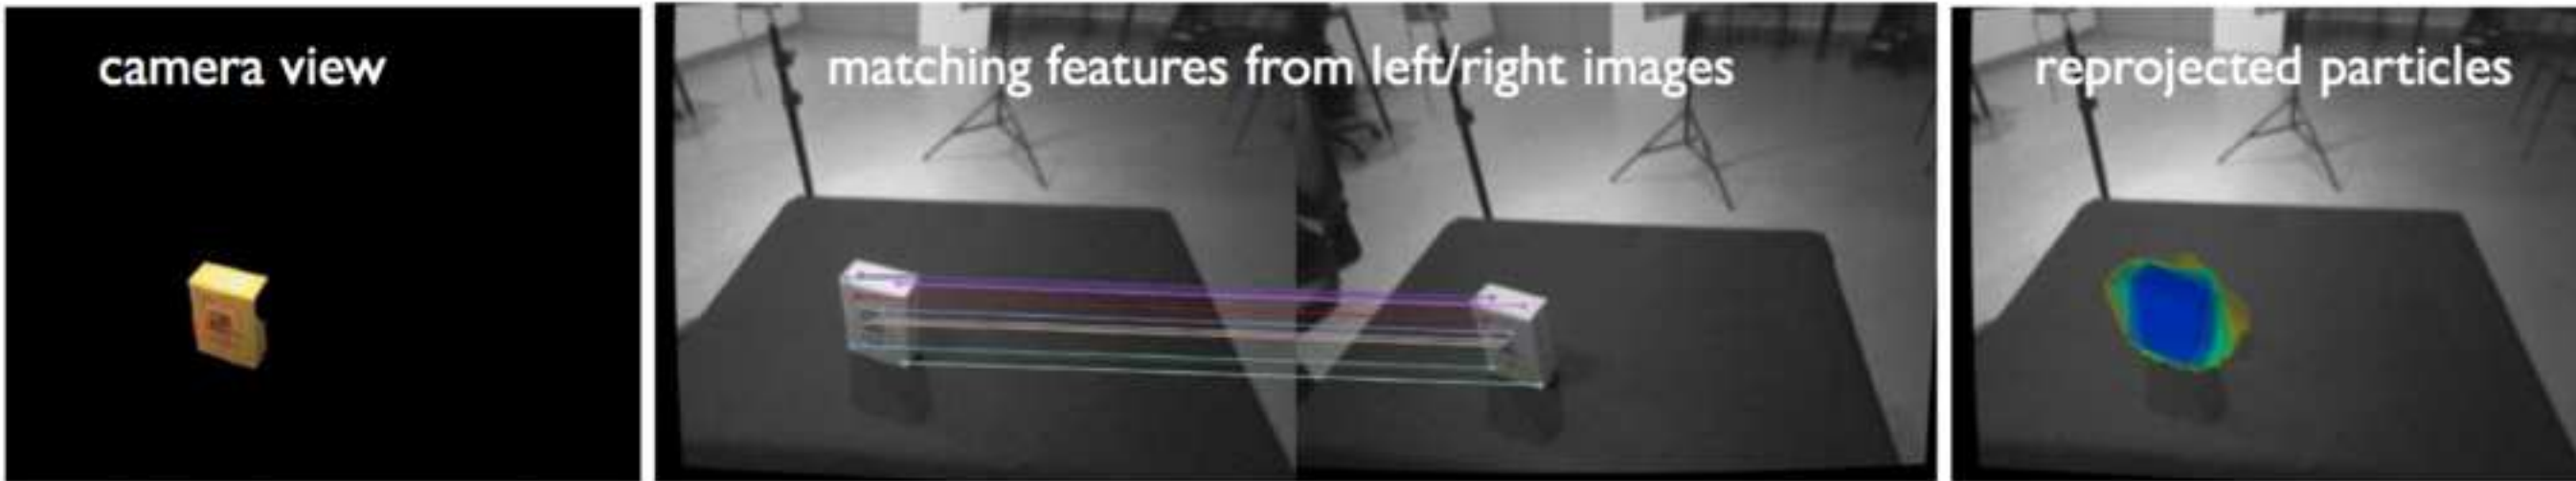 camera view
matching features from left/right images
reprojected particles